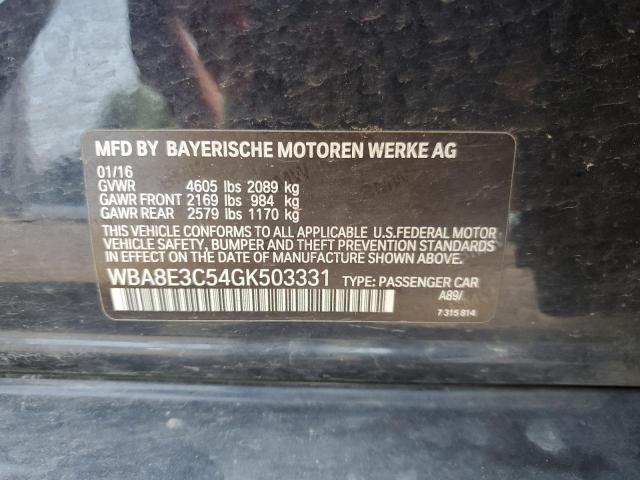 MFD BY BAYERISCHE MOTOREN WERKE AG
01/16
GVWR 4605 lbs 2089 kg
GAWR FRONT 2169 lbs 984 kg
GAWR REAR 2579 lbs 1170 kg
THIS VEHICLE CONFORMS TO ALL APPLICABLE U.S.FEDERAL MOTOR
VEHICLE SAFETY, BUMPER AND THEFT PREVENTION STANDARDS
IN EFFECT ON THE DATE OF MANUFACTURE SHOWN ABOVE.
WBA8E3C54GK503331 TYPE: PASSENGER CAR
A89/
7 315 814